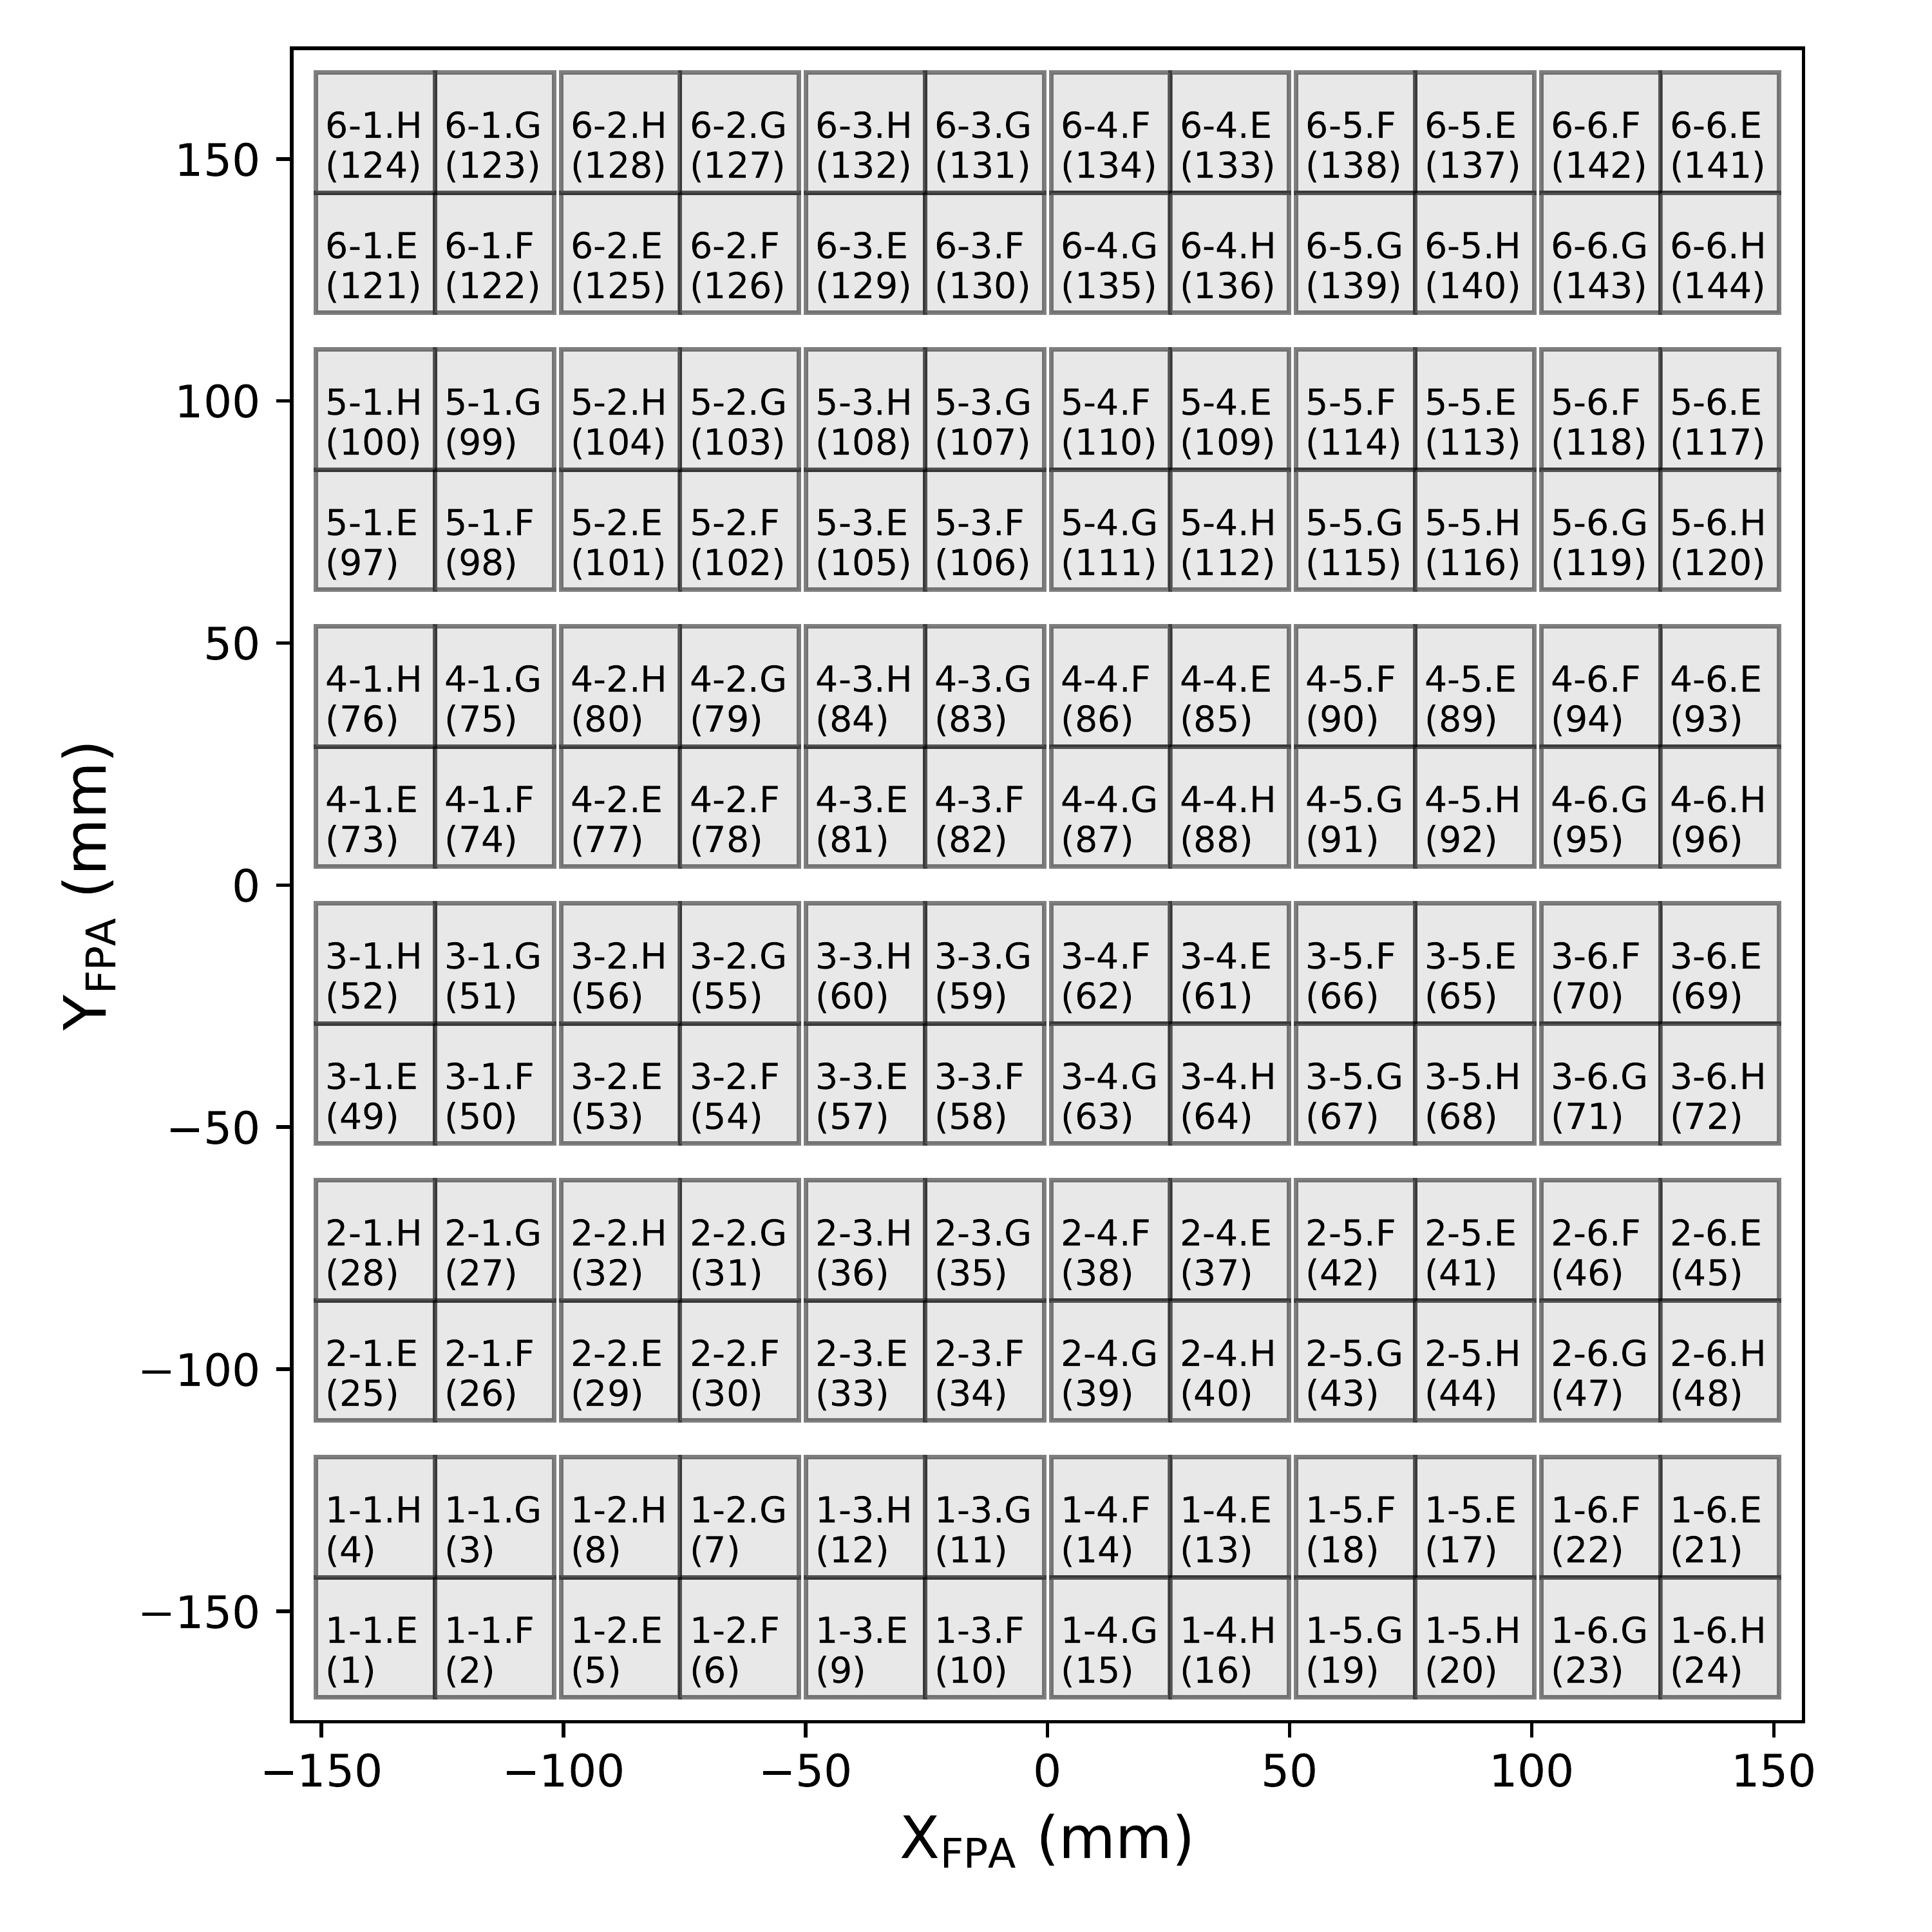 6-1.H 6-1.G 6-2.H 6-2.G 6-3.H 6-3.G 6-4.F 6-4.E 6-5.F 6-5.E 6-6.F 6-6.E
150 (124) (123) (128) (127) (132) (131) (134) (133) (138) (137) (142) (141)
6-1.E 6-1.F 6-2.E 6-2.F 6-3.E 6-3.F 6-4.G 6-4.H 6-5.G 6-5.H 6-6.G 6-6.H
(121) (122) (125) (126) (129) (130) (135) (136) (139) (140) (143) (144)
100 5-1.H 5-1.G 5-2.H 5-2.G 5-3.H 5-3.G 5-4.F 5-4.E 5-5.F 5-5.E 5-6.F 5-6.E
(100) (99) (104) (103) (108) (107) (110) (109) (114) (113) (118) (117)
5-1.E 5-1.F 5-2.E 5-2.F 5-3.E 5-3.F 5-4.G 5-4.H 5-5.G 5-5.H 5-6.G 5-6.H
(97) (98) (101) (102) (105) (106) (111) (112) (115) (116) (119) (120)
50
4-1.H 4-1.G 4-2.H 4-2.G 4-3.H 4-3.G 4-4.F 4-4.E 4-5.F 4-5.E 4-6.F 4-6.E
(76) (75) (80) (79) (84) (83) (86) (85) (90) (89) (94) (93)
4-1.E 4-1.F 4-2.E 4-2.F 4-3.E 4-3.F 4-4.G 4-4.H 4-5.G 4-5.H 4-6.G 4-6.H
(73) (74) (77) (78) (81) (82) (87) (88) (91) (92) (95) (96)
0
Y_FPA (mm)
3-1.H 3-1.G 3-2.H 3-2.G 3-3.H 3-3.G 3-4.F 3-4.E 3-5.F 3-5.E 3-6.F 3-6.E
(52) (51) (56) (55) (60) (59) (62) (61) (66) (65) (70) (69)
3-1.E 3-1.F 3-2.E 3-2.F 3-3.E 3-3.F 3-4.G 3-4.H 3-5.G 3-5.H 3-6.G 3-6.H
−50 (49) (50) (53) (54) (57) (58) (63) (64) (67) (68) (71) (72)
2-1.H 2-1.G 2-2.H 2-2.G 2-3.H 2-3.G 2-4.F 2-4.E 2-5.F 2-5.E 2-6.F 2-6.E
(28) (27) (32) (31) (36) (35) (38) (37) (42) (41) (46) (45)
−100 2-1.E 2-1.F 2-2.E 2-2.F 2-3.E 2-3.F 2-4.G 2-4.H 2-5.G 2-5.H 2-6.G 2-6.H
(25) (26) (29) (30) (33) (34) (39) (40) (43) (44) (47) (48)
1-1.H 1-1.G 1-2.H 1-2.G 1-3.H 1-3.G 1-4.F 1-4.E 1-5.F 1-5.E 1-6.F 1-6.E
(4) (3) (8) (7) (12) (11) (14) (13) (18) (17) (22) (21)
−150 1-1.E 1-1.F 1-2.E 1-2.F 1-3.E 1-3.F 1-4.G 1-4.H 1-5.G 1-5.H 1-6.G 1-6.H
(1) (2) (5) (6) (9) (10) (15) (16) (19) (20) (23) (24)
−150 −100 −50 0 50 100 150
X_FPA (mm)